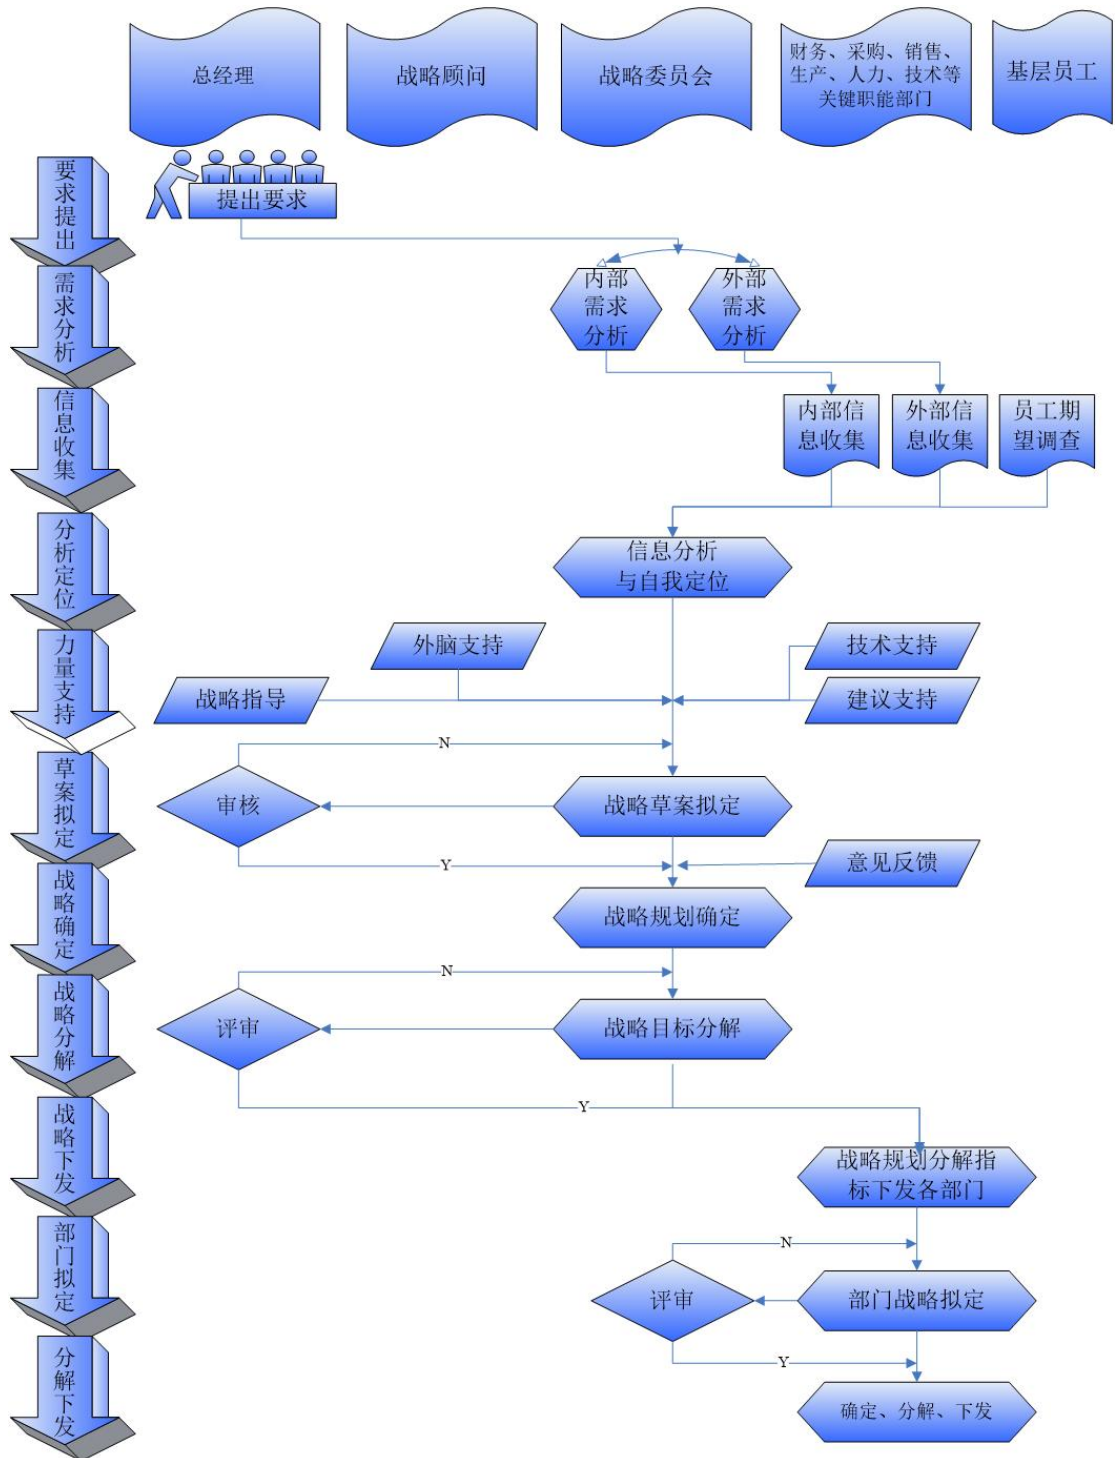 总经理
战略顾问
战略委员会
财务、采购、销售、
生产、人力、技术等
关键职能部门
基层员工
要求提出
提出要求
需求分析
内部
需求
分析
外部
需求
分析
信息收集
内部信
息收集
外部信
息收集
员工期
望调查
分析定位
信息分析
与自我定位
力量支持
外脑支持
技术支持
战略指导
建议支持
N
草案拟定
审核
战略草案拟定
Y
意见反馈
战略确定
战略规划确定
N
战略分解
评审
战略目标分解
Y
战略下发
战略规划分解指
标下发各部门
部门拟定
N
评审
部门战略拟定
Y
分解下发
确定、分解、下发